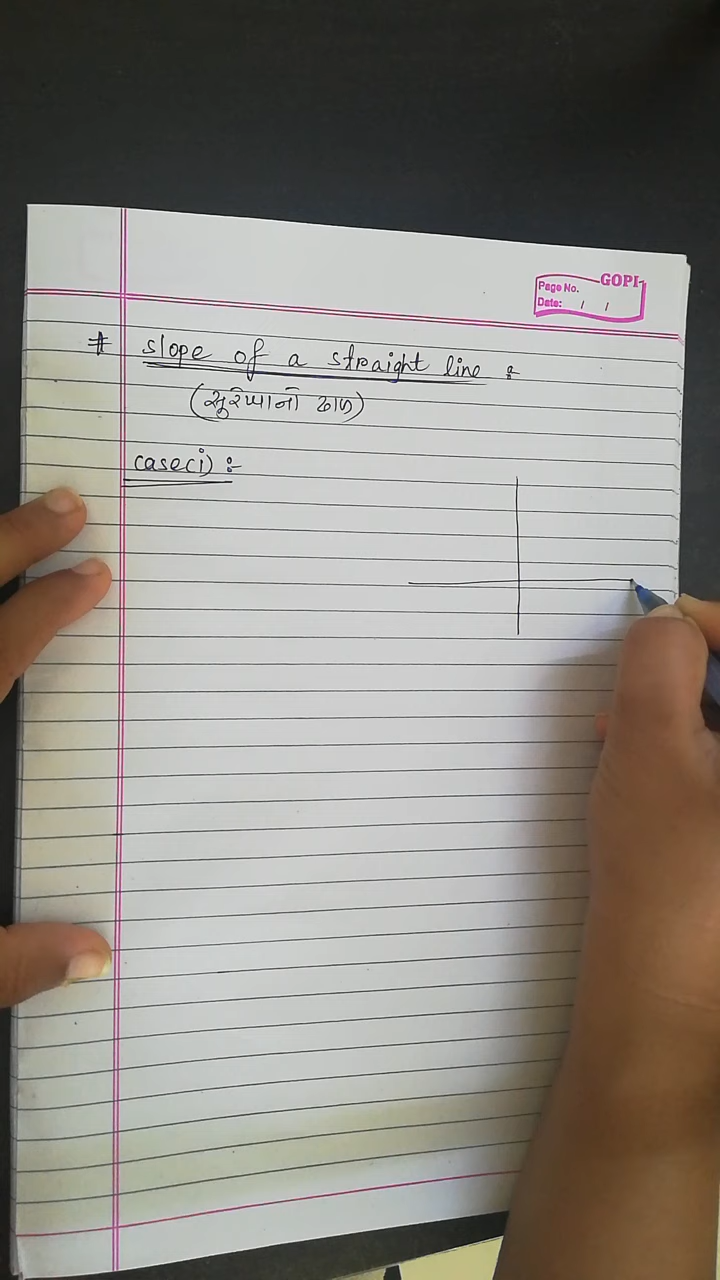 GOPI
Page No.
Date: / /
# slope of a straight line :
(સુરેખાનો ઢાળ)
case(i) :-